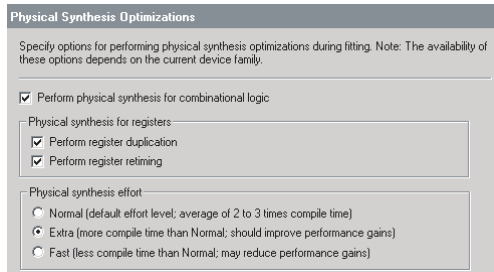 Physical Synthesis Optimizations
Specify options for performing physical synthesis optimizations during fitting. Note: The availability of
these options depends on the current device family.
Perform physical synthesis for combinational logic
Physical synthesis for registers
Perform register duplication
Perform register retiming
Physical synthesis effort
Normal (default effort level; average of 2 to 3 times compile time)
Extra (more compile time than Normal; should improve performance gains)
Fast (less compile time than Normal; may reduce performance gains)